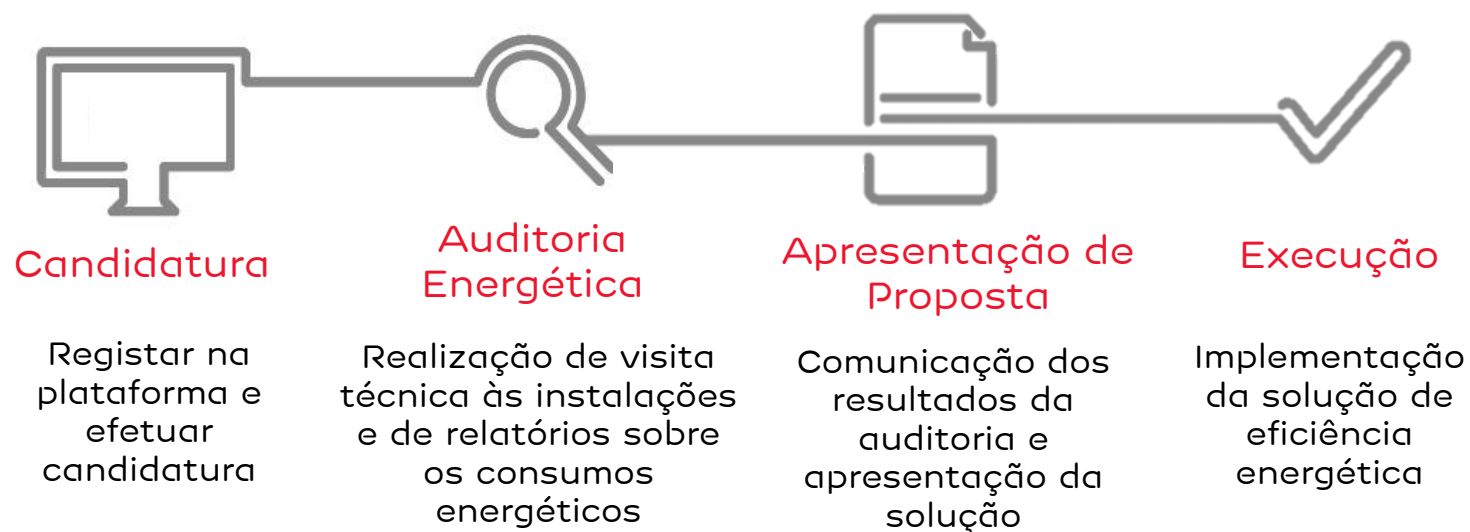 Candidatura
Registar na
plataforma e
efetuar
candidatura
Auditoria
Energética
Realização de visita
técnica às instalações
e de relatórios sobre
os consumos
energéticos
Apresentação de
Proposta
Comunicação dos
resultados da
auditoria e
apresentação da
solução
Execução
Implementação
da solução de
eficiência
energética